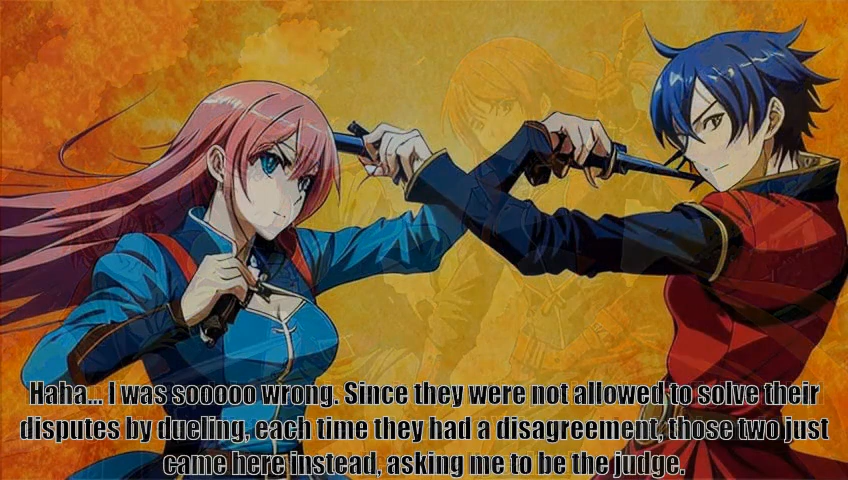 Haha... I was sooooo wrong. Since they were not allowed to solve their
disputes by dueling, each time they had a disagreement, those two just
came here instead, asking me to be the judge.